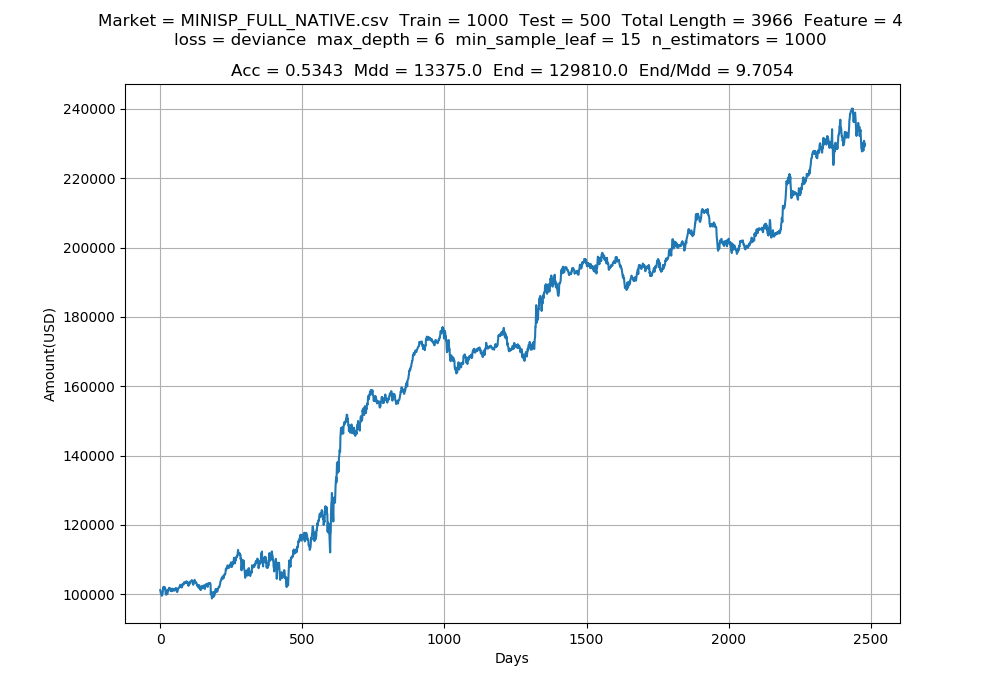 Market = MINISP_FULL_NATIVE.csv  Train = 1000  Test = 500  Total Length = 3966  Feature = 4
loss = deviance  max_depth = 6  min_sample_leaf = 15  n_estimators = 1000
Acc = 0.5343  Mdd = 13375.0  End = 129810.0  End/Mdd = 9.7054
240000
220000
200000
180000
160000
140000
120000
100000
Amount(USD)
0
500
1000
1500
2000
2500
Days